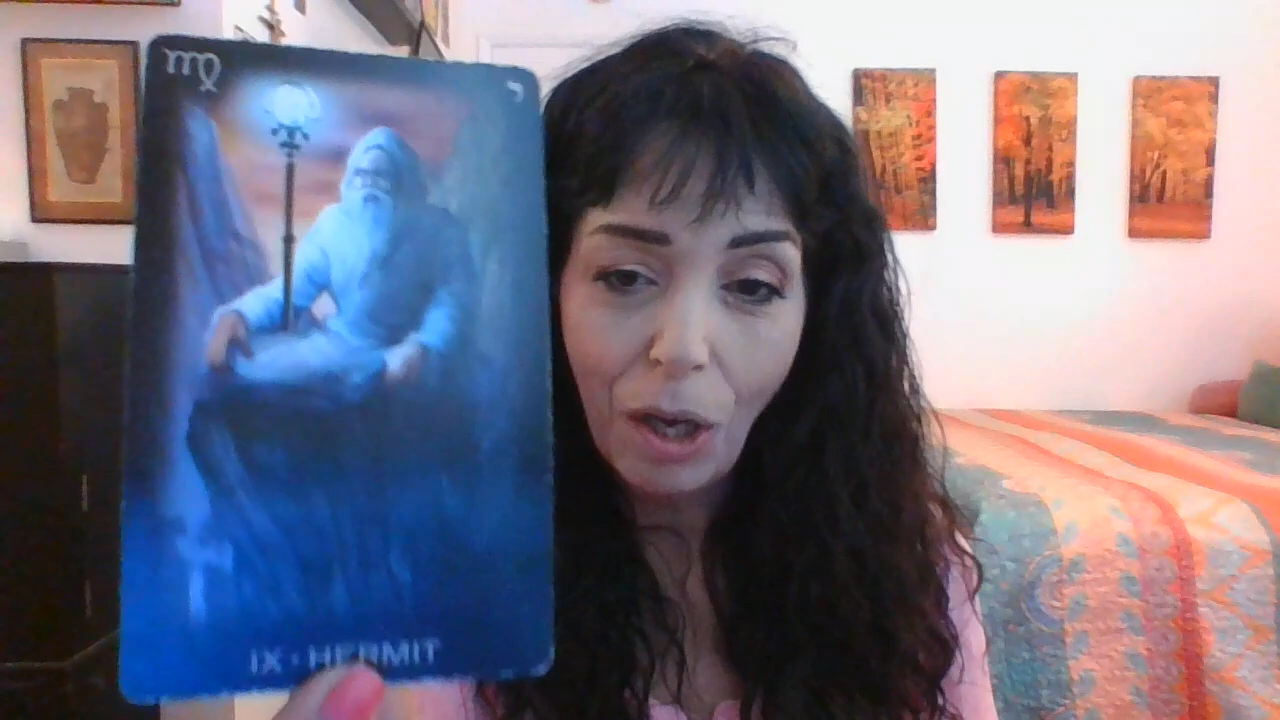 ♍ י
IX · HERMIT